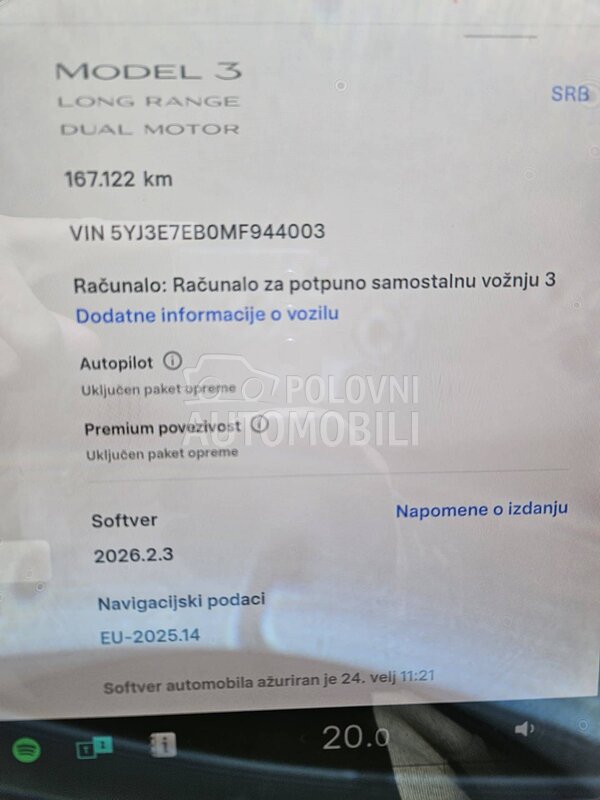 MODEL 3
LONG RANGE
SRB
DUAL MOTOR
167.122 km
VIN 5YJ3E7EB0MF944003
Računalo: Računalo za potpuno samostalnu vožnju 3
Dodatne informacije o vozilu
Autopilot
Uključen paket opreme
POLOVNI
AUTOMOBILI
Premium povezivost
Uključen paket opreme
Softver
Napomene o izdanju
2026.2.3
Navigacijski podaci
EU-2025.14
Softver automobila ažuriran je 24. velj 11:21
20.0